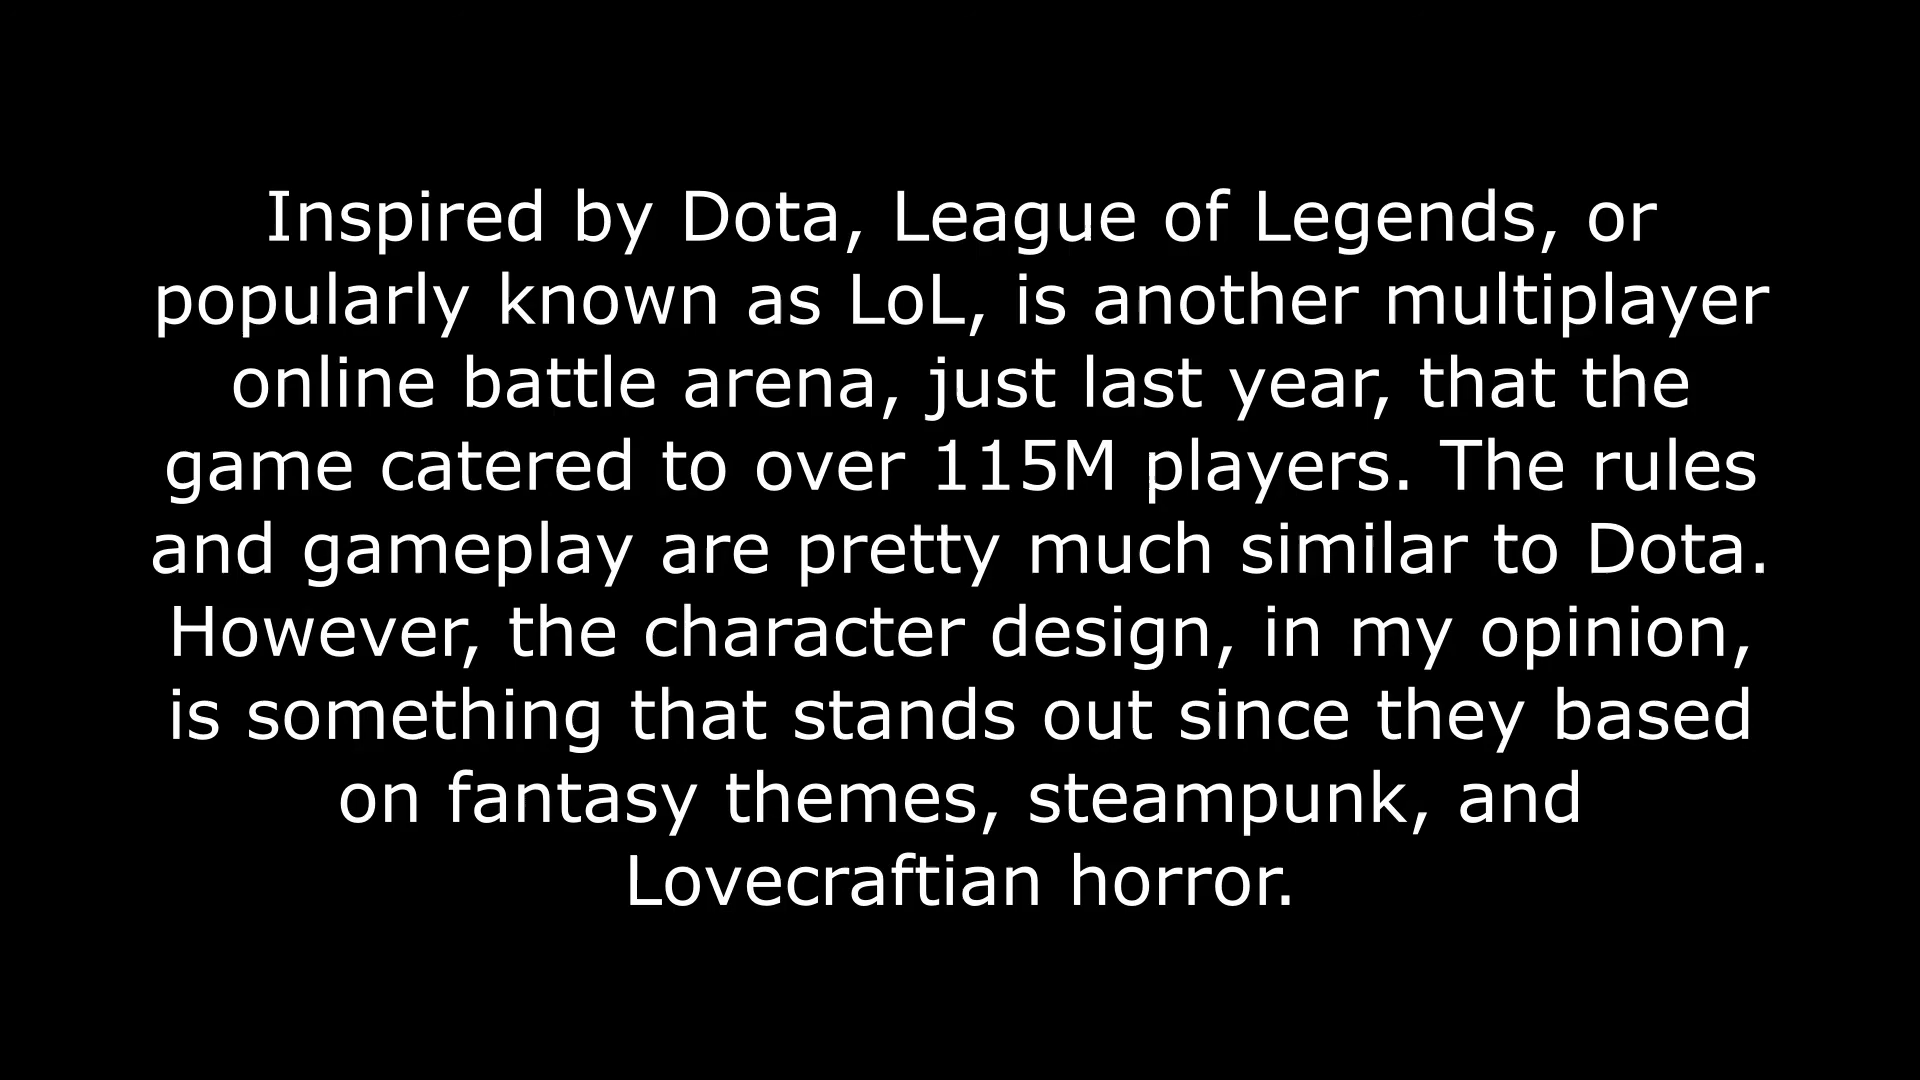 Inspired by Dota, League of Legends, or
popularly known as LoL, is another multiplayer
online battle arena, just last year, that the
game catered to over 115M players. The rules
and gameplay are pretty much similar to Dota.
However, the character design, in my opinion,
is something that stands out since they based
on fantasy themes, steampunk, and
Lovecraftian horror.